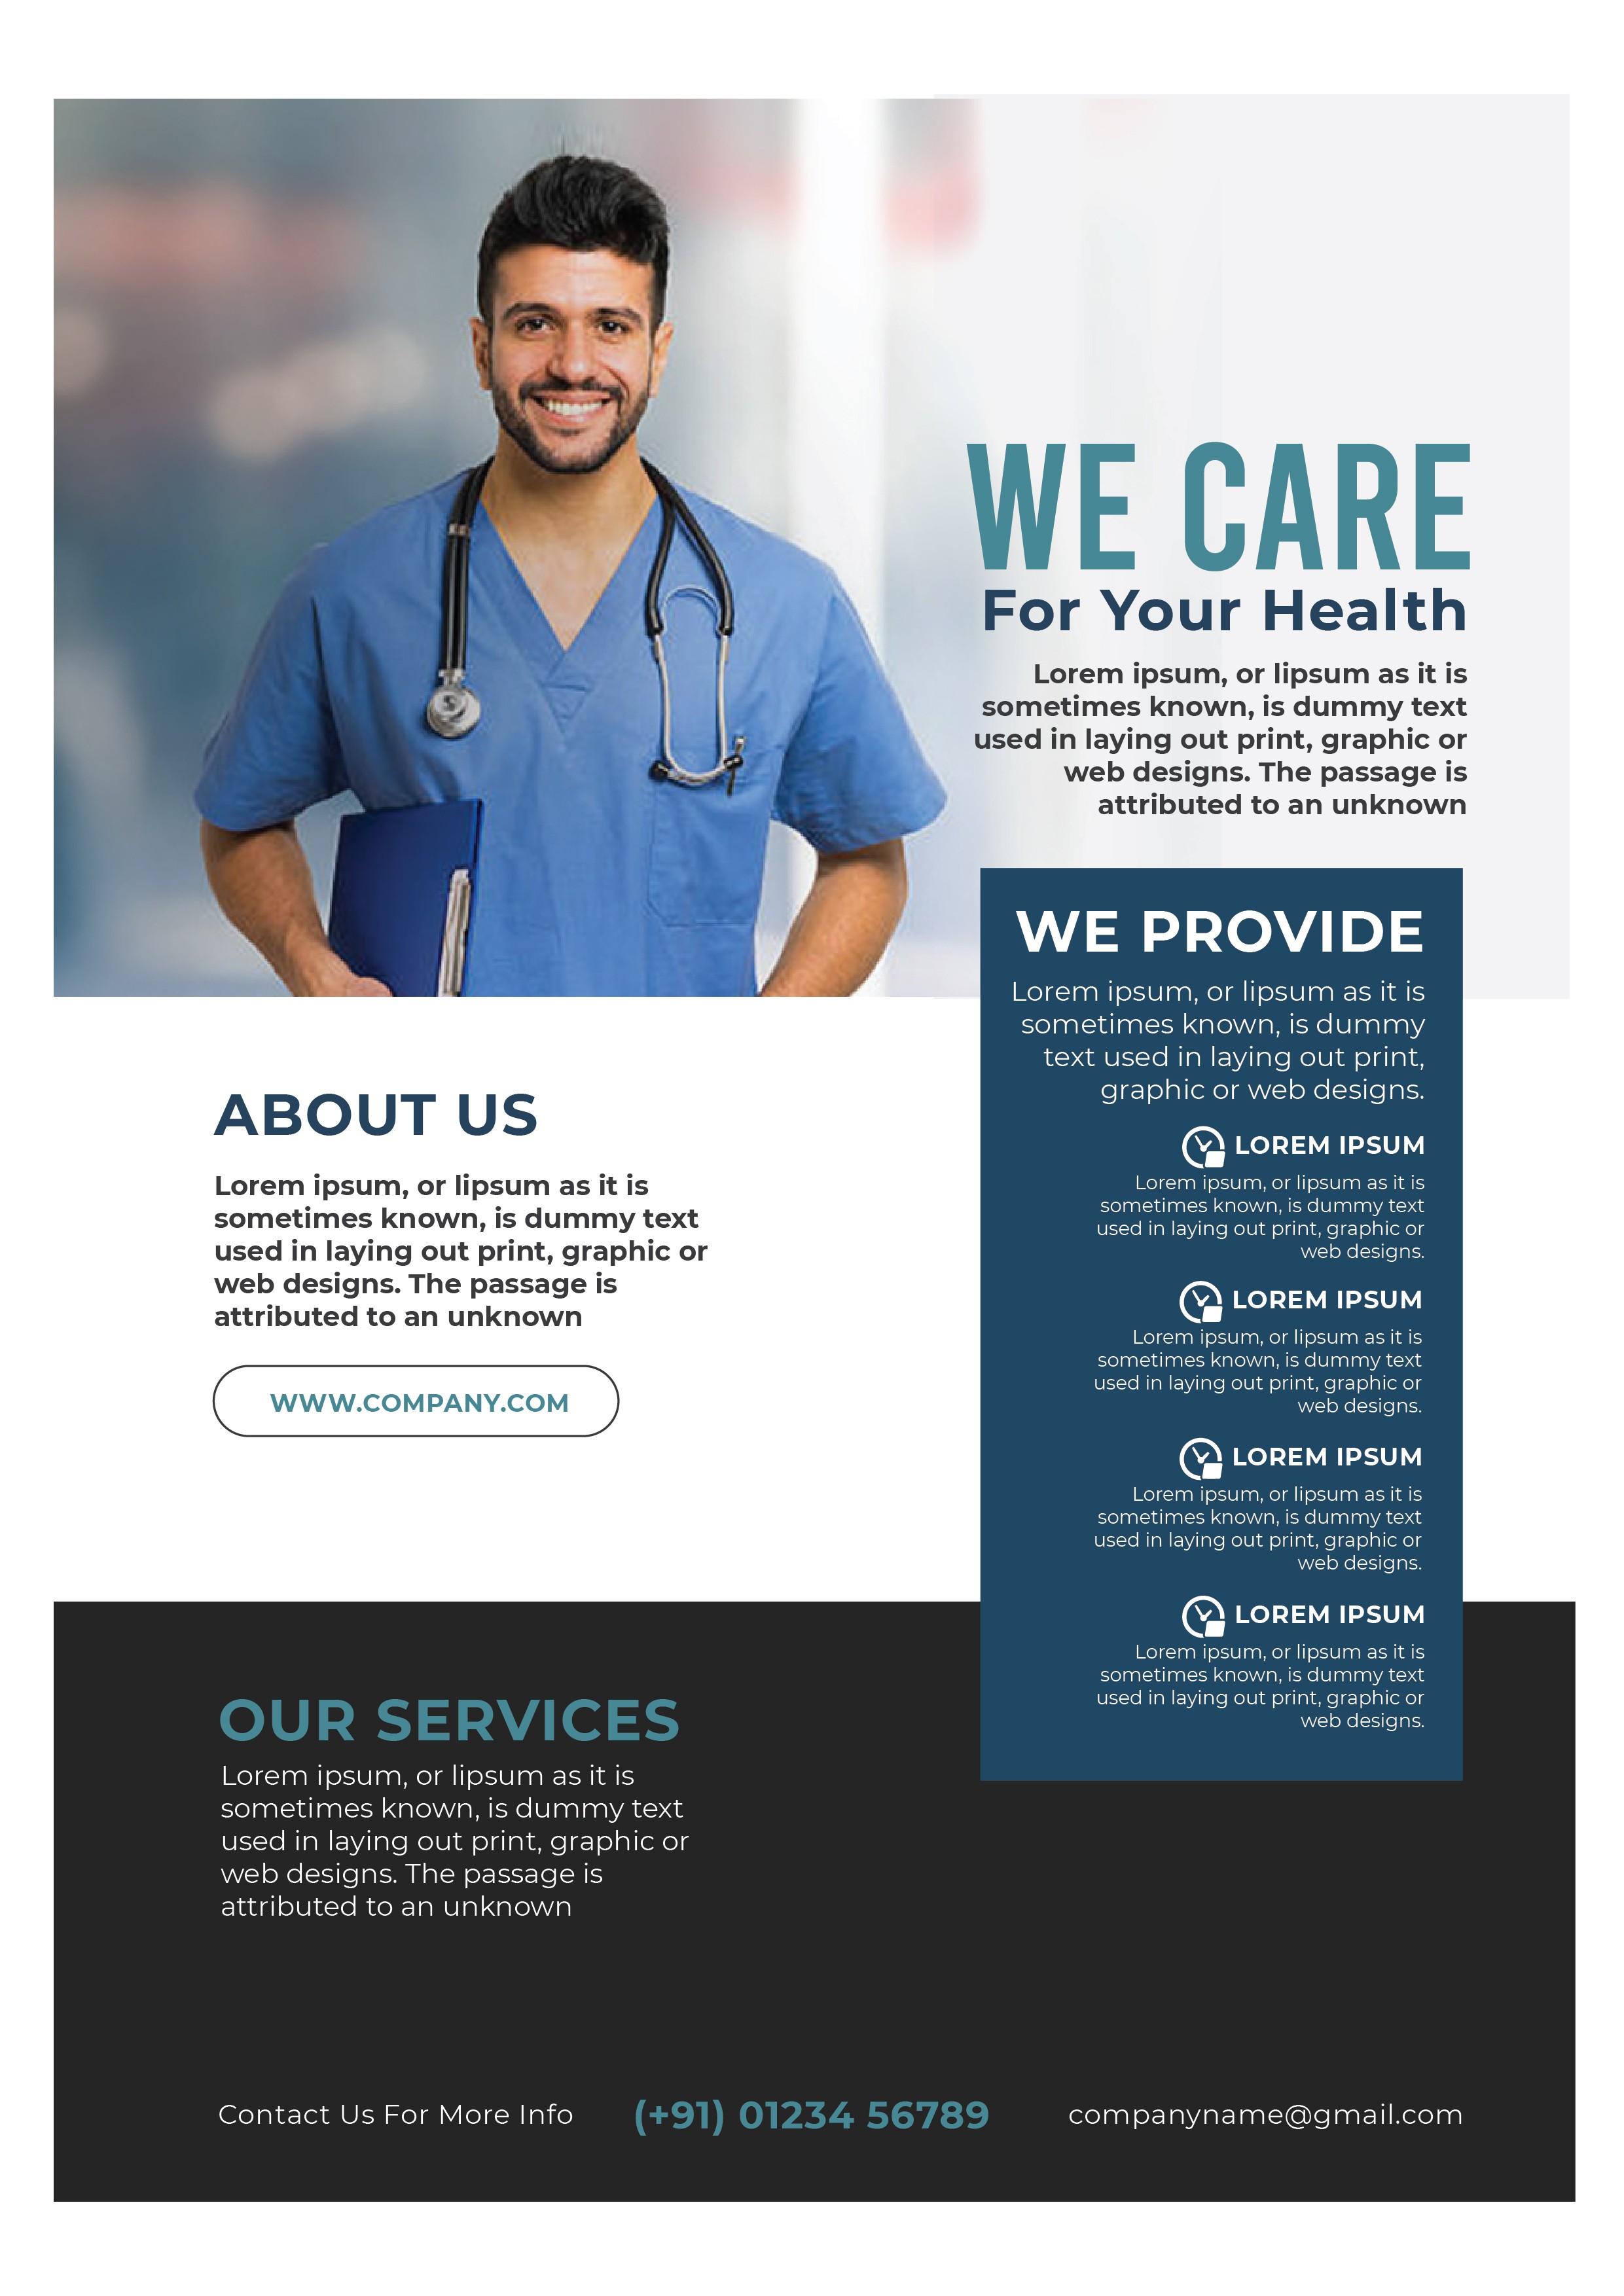 WE CARE
For Your Health
Lorem ipsum, or lipsum as it is
sometimes known, is dummy text
used in laying out print, graphic or
web designs. The passage is
attributed to an unknown
WE PROVIDE
Lorem ipsum, or lipsum as it is
sometimes known, is dummy
text used in laying out print,
graphic or web designs.
LOREM IPSUM
Lorem ipsum, or lipsum as it is
sometimes known, is dummy text
used in laying out print, graphic or
web designs.
LOREM IPSUM
Lorem ipsum, or lipsum as it is
sometimes known, is dummy text
used in laying out print, graphic or
web designs.
LOREM IPSUM
Lorem ipsum, or lipsum as it is
sometimes known, is dummy text
used in laying out print, graphic or
web designs.
LOREM IPSUM
Lorem ipsum, or lipsum as it is
sometimes known, is dummy text
used in laying out print, graphic or
web designs.
ABOUT US
Lorem ipsum, or lipsum as it is
sometimes known, is dummy text
used in laying out print, graphic or
web designs. The passage is
attributed to an unknown
WWW.COMPANY.COM
OUR SERVICES
Lorem ipsum, or lipsum as it is
sometimes known, is dummy text
used in laying out print, graphic or
web designs. The passage is
attributed to an unknown
Contact Us For More Info
(+91) 01234 56789
companyname@gmail.com